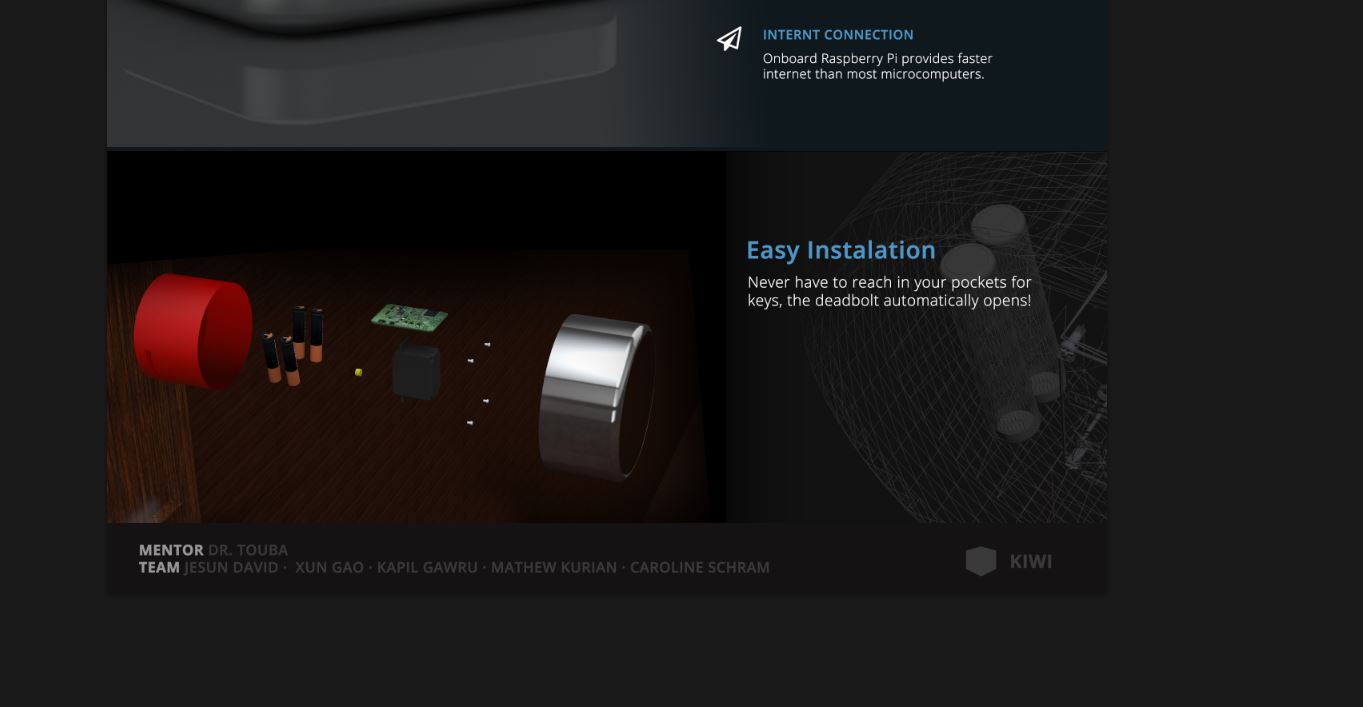 INTERNT CONNECTION
Onboard Raspberry Pi provides faster
internet than most microcomputers.
Easy Instalation
Never have to reach in your pockets for
keys, the deadbolt automatically opens!
MENTOR DR. TOUBA
TEAM JESUN DAVID · XUN GAO · KAPIL GAWRU · MATHEW KURIAN · CAROLINE SCHRAM
KIWI